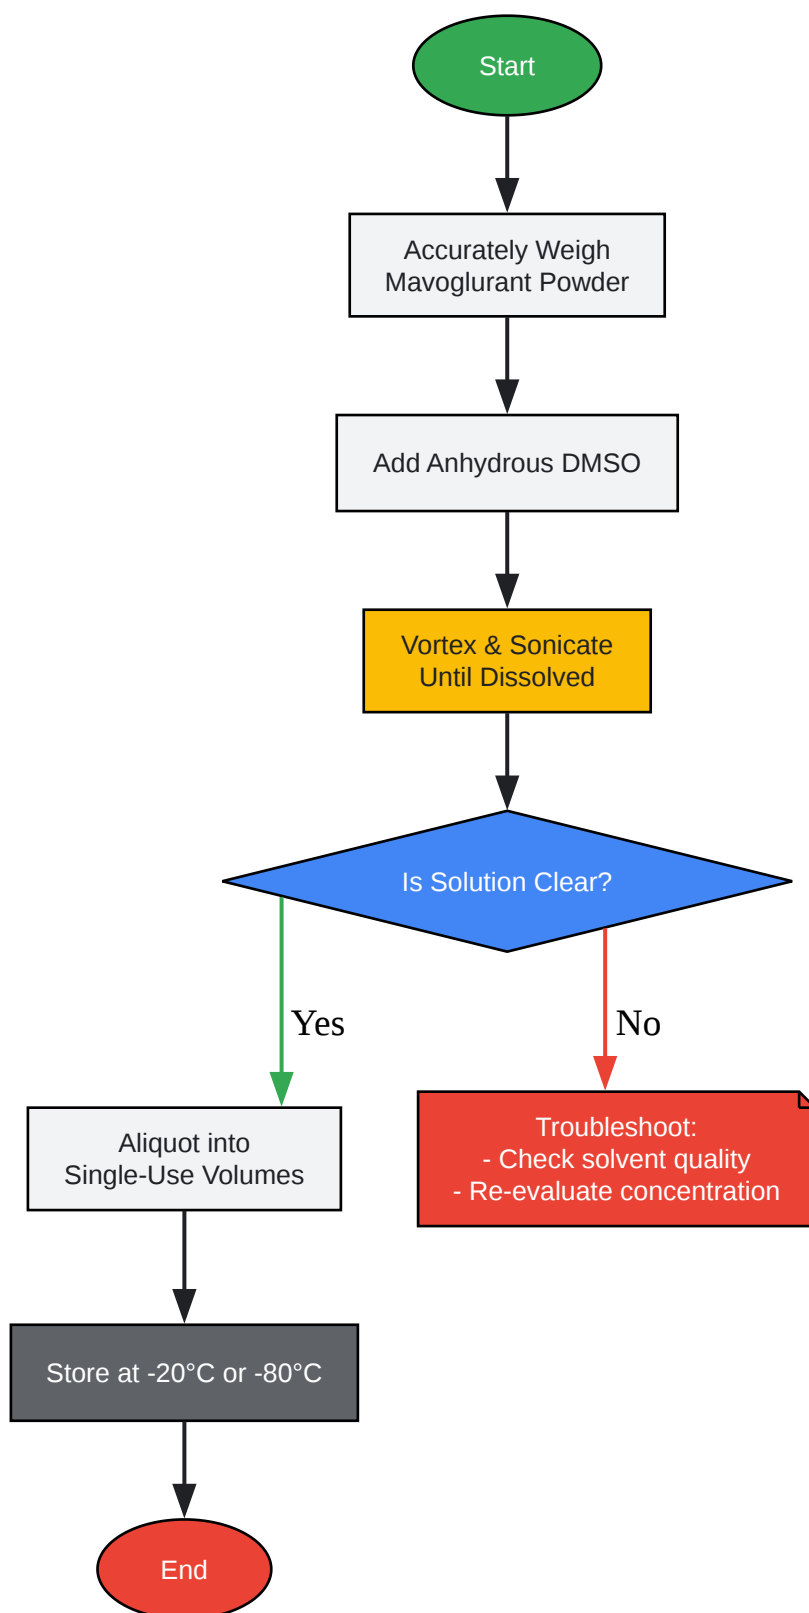 Start
Accurately Weigh
Mavoglurant Powder
Add Anhydrous DMSO
Vortex & Sonicate
Until Dissolved
Is Solution Clear?
Yes
No
Aliquot into
Single-Use Volumes
Troubleshoot:
- Check solvent quality
- Re-evaluate concentration
Store at -20°C or -80°C
End